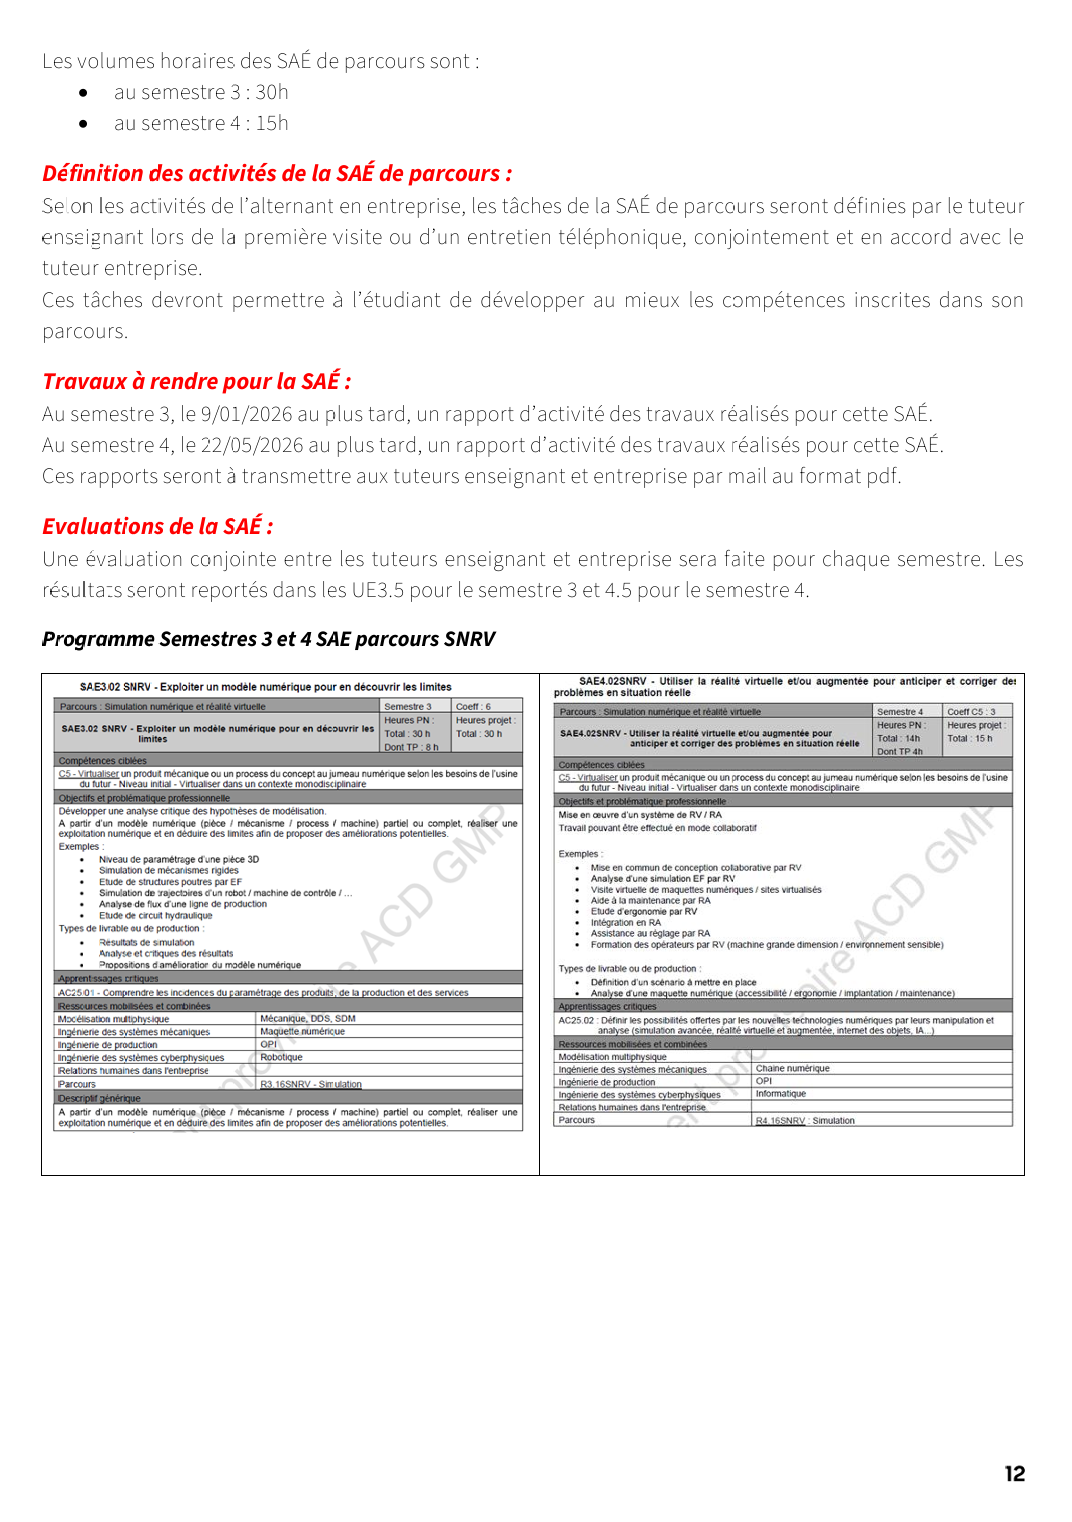 Les volumes horaires des SAÉ de parcours sont :
• au semestre 3 : 30h
• au semestre 4 : 15h
Définition des activités de la SAÉ de parcours :
Selon les activités de l'alternant en entreprise, les tâches de la SAÉ de parcours seront définies par le tuteur
enseignant lors de la première visite ou d'un entretien téléphonique, conjointement et en accord avec le
tuteur entreprise.
Ces tâches devront permettre à l'étudiant de développer au mieux les compétences inscrites dans son
parcours.
Travaux à rendre pour la SAÉ :
Au semestre 3, le 9/01/2026 au plus tard, un rapport d'activité des travaux réalisés pour cette SAÉ.
Au semestre 4, le 22/05/2026 au plus tard, un rapport d'activité des travaux réalisés pour cette SAÉ.
Ces rapports seront à transmettre aux tuteurs enseignant et entreprise par mail au format pdf.
Evaluations de la SAÉ :
Une évaluation conjointe entre les tuteurs enseignant et entreprise sera faite pour chaque semestre. Les
résultats seront reportés dans les UE3.5 pour le semestre 3 et 4.5 pour le semestre 4.
Programme Semestres 3 et 4 SAE parcours SNRV
SAE3.02 SNRV - Exploiter un modèle numérique pour en découvrir les limites
Parcours : Simulation numérique et réalité virtuelle
Semestre 3
Coeff : 6
SAE3.02 SNRV - Exploiter un modèle numérique pour en découvrir les
limites
Heures PN :
Total : 30 h
Dont TP : 8 h
Heures projet :
Total : 30 h
Compétences ciblées
C5 - Virtualiser un produit mécanique ou un process du concept au jumeau numérique selon les besoins de l'usine
du futur - Niveau initial - Virtualiser dans un contexte monodisciplinaire
Objectifs et problématique professionnelle
Développer une analyse critique des hypothèses de modélisation.
A partir d'un modèle numérique (pièce / mécanisme / process / machine) partiel ou complet, réaliser une
exploitation numérique et en déduire des limites afin de proposer des améliorations potentielles.
Exemples :
• Niveau de paramétrage d'une pièce 3D
• Simulation de mécanismes rigides
• Etude de structures poutres par EF
• Simulation de trajectoires d'un robot / machine de contrôle / ...
• Analyse de flux d'une ligne de production
• Etude de circuit hydraulique
Types de livrable ou de production :
• Résultats de simulation
• Analyse et critiques des résultats
• Propositions d'amélioration du modèle numérique
Apprentissages critiques
AC25.01 - Comprendre les incidences du paramétrage des produits, de la production et des services
Ressources mobilisées et combinées
Modélisation multiphysique Mécanique, DDS, SDM
Ingénierie des systèmes mécaniques Maquette numérique
Ingénierie de production OPI
Ingénierie des systèmes cyberphysiques Robotique
Relations humaines dans l'entreprise
Parcours R3.16SNRV - Simulation
Descriptif générique
A partir d'un modèle numérique (pièce / mécanisme / process / machine) partiel ou complet, réaliser une
exploitation numérique et en déduire des limites afin de proposer des améliorations potentielles.
SAE4.02SNRV - Utiliser la réalité virtuelle et/ou augmentée pour anticiper et corriger des
problèmes en situation réelle
Parcours : Simulation numérique et réalité virtuelle
Semestre 4
Coeff C5 : 3
SAE4.02SNRV - Utiliser la réalité virtuelle et/ou augmentée pour
anticiper et corriger des problèmes en situation réelle
Heures PN :
Total : 14h
Dont TP 4h
Heures projet :
Total : 15 h
Compétences ciblées
C5 - Virtualiser un produit mécanique ou un process du concept au jumeau numérique selon les besoins de l'usine
du futur - Niveau initial - Virtualiser dans un contexte monodisciplinaire
Objectifs et problématique professionnelle
Mise en œuvre d'un système de RV / RA
Travail pouvant être effectué en mode collaboratif
Exemples :
• Mise en commun de conception collaborative par RV
• Analyse d'une simulation EF par RV
• Visite virtuelle de maquettes numériques / sites virtualisés
• Aide à la maintenance par RA
• Etude d'ergonomie par RV
• Intégration en RA
• Assistance au réglage par RA
• Formation des opérateurs par RV (machine grande dimension / environnement sensible)
Types de livrable ou de production :
• Définition d'un scénario à mettre en place
• Analyse d'une maquette numérique (accessibilité / ergonomie / implantation / maintenance)
Apprentissages critiques
AC25.02 : Définir les possibilités offertes par les nouvelles technologies numériques par leurs manipulation et
analyse (simulation avancée, réalité virtuelle et augmentée, internet des objets, IA...)
Ressources mobilisées et combinées
Modélisation multiphysique
Ingénierie des systèmes mécaniques Chaine numérique
Ingénierie de production OPI
Ingénierie des systèmes cyberphysiques Informatique
Relations humaines dans l'entreprise
Parcours R4.16SNRV : Simulation
ACD GMP
ACD GMP
12